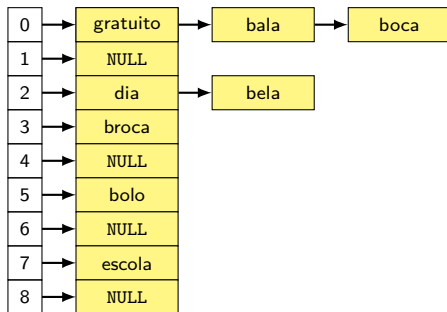 0 gratuito bala boca
1 NULL
2 dia bela
3 broca
4 NULL
5 bolo
6 NULL
7 escola
8 NULL